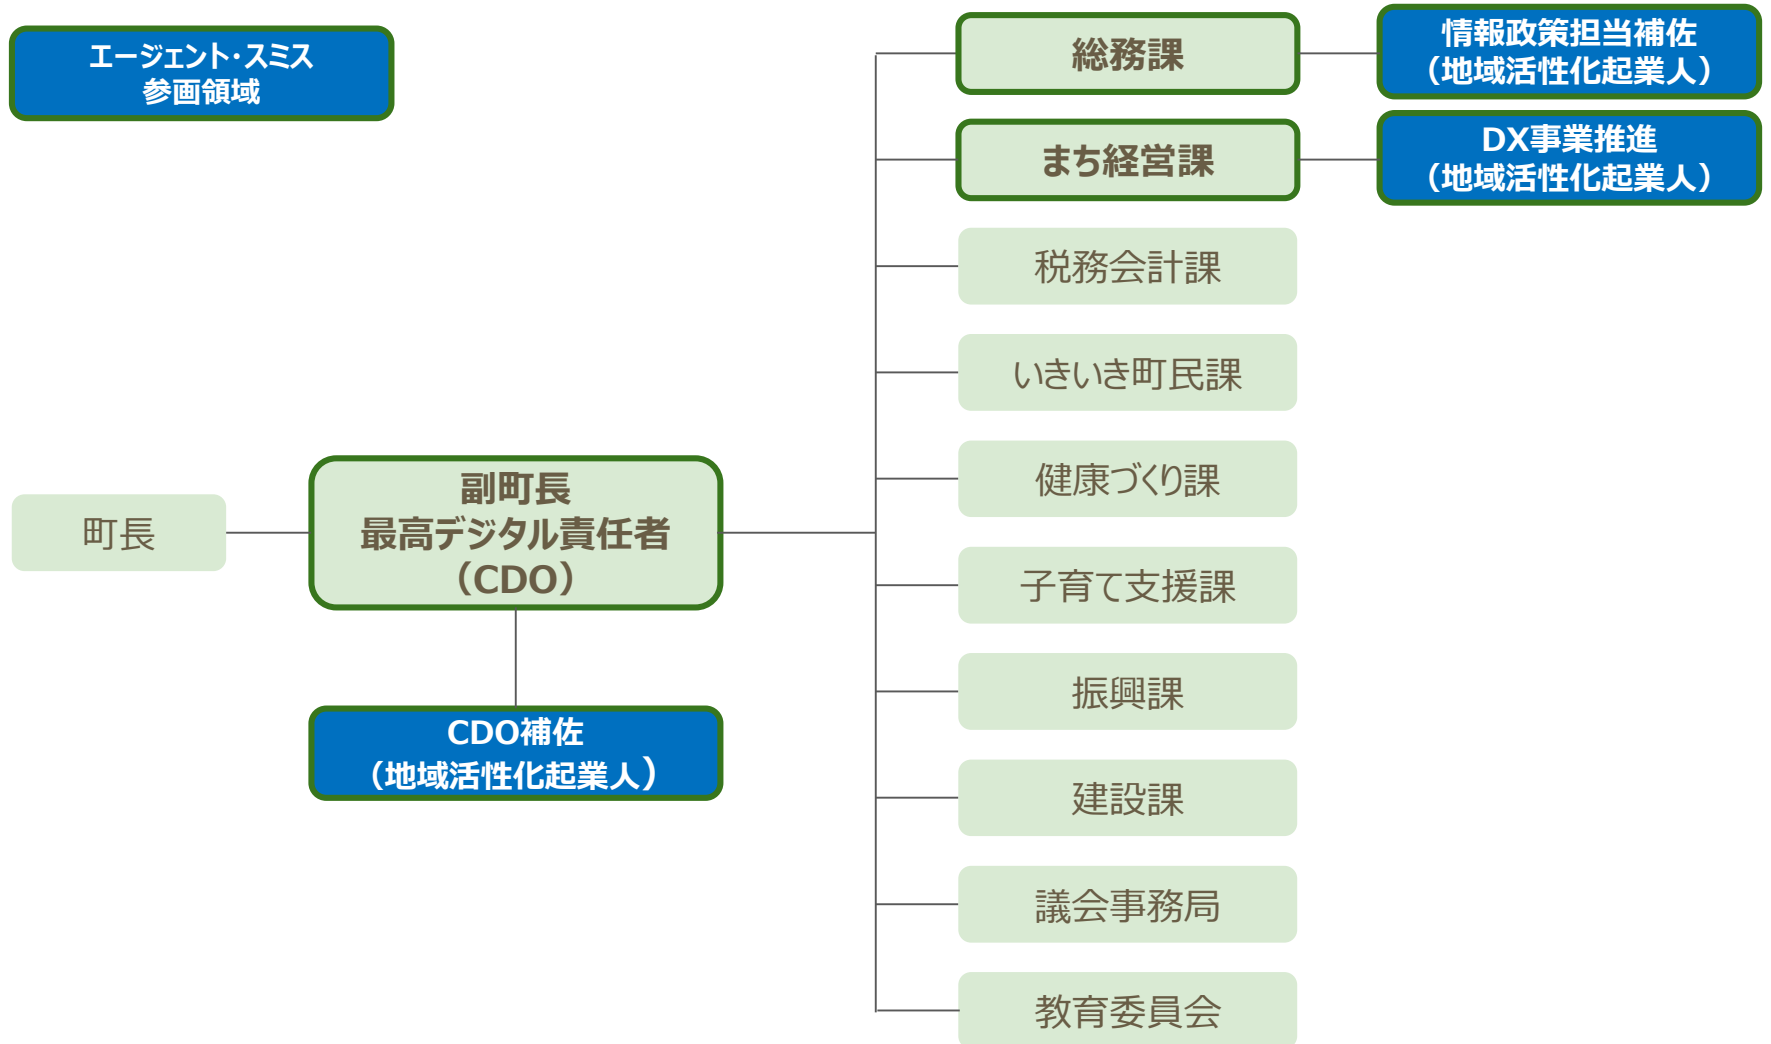 エージェント・スミス
参画領域
総務課
情報政策担当補佐
（地域活性化起業人）
まち経営課
DX事業推進
（地域活性化起業人）
税務会計課
いきいき町民課
健康づくり課
子育て支援課
町長
副町長
最高デジタル責任者
（CDO）
CDO補佐
（地域活性化起業人）
振興課
建設課
議会事務局
教育委員会